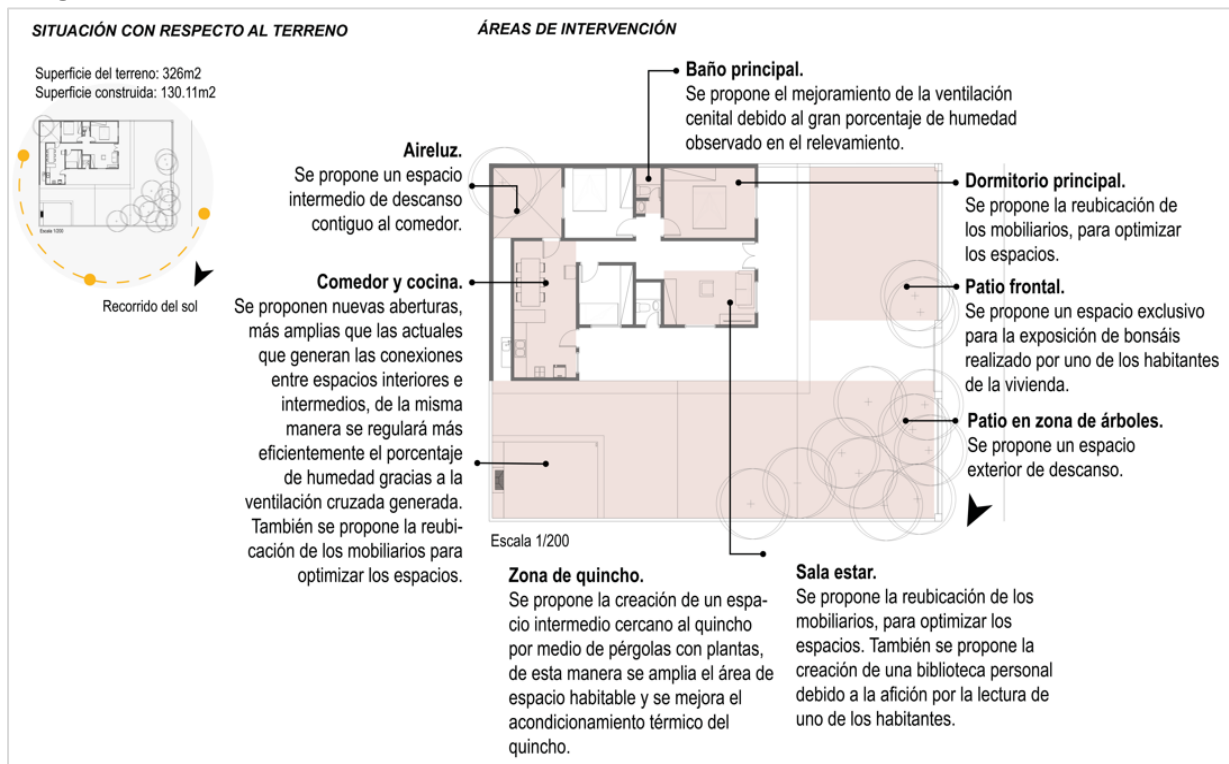 SITUACIÓN CON RESPECTO AL TERRENO
Superficie del terreno: 326m2
Superficie construida: 130.11m2
Escala 1/200
Recorrido del sol
ÁREAS DE INTERVENCIÓN
Baño principal.
Se propone el mejoramiento de la ventilación
cenital debido al gran porcentaje de humedad
observado en el relevamiento.
Aireluz.
Se propone un espacio
intermedio de descanso
contiguo al comedor.
Comedor y cocina.
Se proponen nuevas aberturas,
más amplias que las actuales
que generan las conexiones
entre espacios interiores e
intermedios, de la misma
manera se regulará más
eficientemente el porcentaje
de humedad gracias a la
ventilación cruzada generada.
También se propone la reubi-
cación de los mobiliarios para
optimizar los espacios.
Dormitorio principal.
Se propone la reubicación de
los mobiliarios, para optimizar
los espacios.
Patio frontal.
Se propone un espacio exclusivo
para la exposición de bonsáis
realizado por uno de los habitantes
de la vivienda.
Patio en zona de árboles.
Se propone un espacio
exterior de descanso.
Escala 1/200
Zona de quincho.
Se propone la creación de un espa-
cio intermedio cercano al quincho
por medio de pérgolas con plantas,
de esta manera se amplia el área de
espacio habitable y se mejora el
acondicionamiento térmico del
quincho.
Sala estar.
Se propone la reubicación de los
mobiliarios, para optimizar los
espacios. También se propone la
creación de una biblioteca personal
debido a la afición por la lectura de
uno de los habitantes.